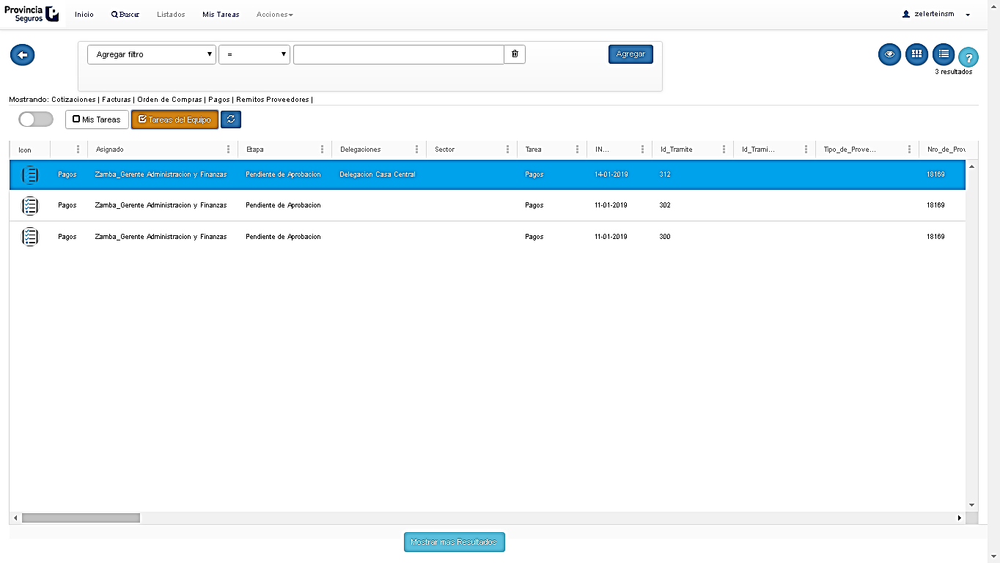 Provincia Seguros
Inicio Buscar Listados Mis Tareas Acciones zelerteinsm
Agregar filtro = Agregar
?
3 resultados
Mostrando: Cotizaciones | Facturas | Orden de Compras | Pagos | Remitos Proveedores |
Mis Tareas Tareas del Equipo
Icon Asignado Etapa Delegaciones Sector Tarea IN... Id_Tramite Id_Trami... Tipo_de_Prove... Nro_de_Prov
Pagos Zamba_Gerente Administracion y Finanzas Pendiente de Aprobacion Delegacion Casa Central Pagos 14-01-2019 312 18169
Pagos Zamba_Gerente Administracion y Finanzas Pendiente de Aprobacion Pagos 11-01-2019 302 18169
Pagos Zamba_Gerente Administracion y Finanzas Pendiente de Aprobacion Pagos 11-01-2019 300 18169
Mostrar mas Resultados